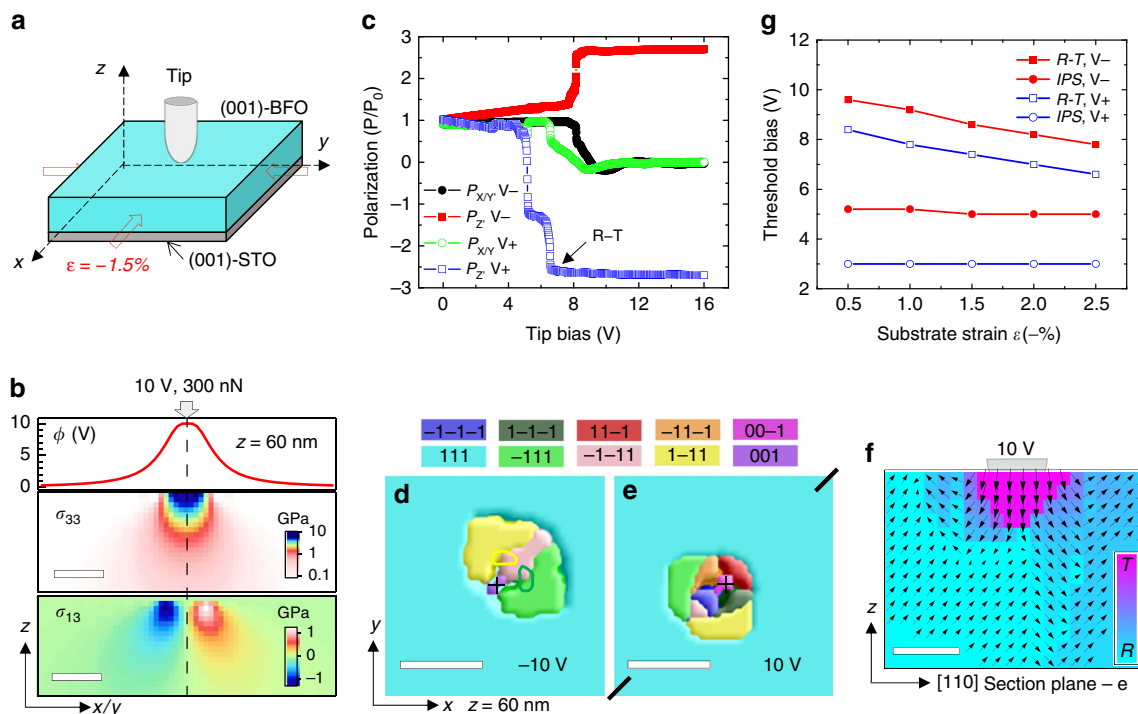 a
z
Tip
(001)-BFO
y
x
ε = −1.5%
(001)-STO
b
10 V, 300 nN
10
5
0
ϕ (V)
z = 60 nm
σ33
GPa
10
1
0.1
σ13
GPa
1
0
−1
z
x/y
c
Polarization (P/P0)
3
2
1
0
−1
−2
−3
PX/Y', V−
PZ', V−
PX/Y' V+
PZ', V+
R–T
0 4 8 12 16
Tip bias (V)
−1−1−1 1−1−1 11−1 −11−1 00−1
111 −111 −1−11 1−11 001
d
−10 V
e
10 V
y
x z = 60 nm
f
10 V
T
R
z
[110] Section plane – e
g
Threshold bias (V)
12
10
8
6
4
2
R-T, V−
IPS, V−
R-T, V+
IPS, V+
0.5 1.0 1.5 2.0 2.5
Substrate strain ε(−%)